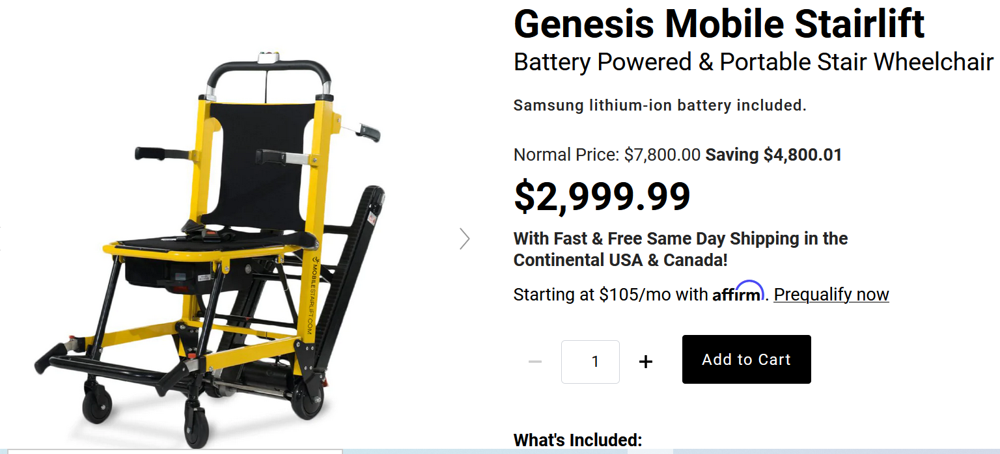 Genesis Mobile Stairlift
Battery Powered & Portable Stair Wheelchair
Samsung lithium-ion battery included.
Normal Price: $7,800.00 Saving $4,800.01
$2,999.99
With Fast & Free Same Day Shipping in the
Continental USA & Canada!
Starting at $105/mo with affirm. Prequalify now
1
Add to Cart
What's Included:
MOBILESTAIRLIFT.COM